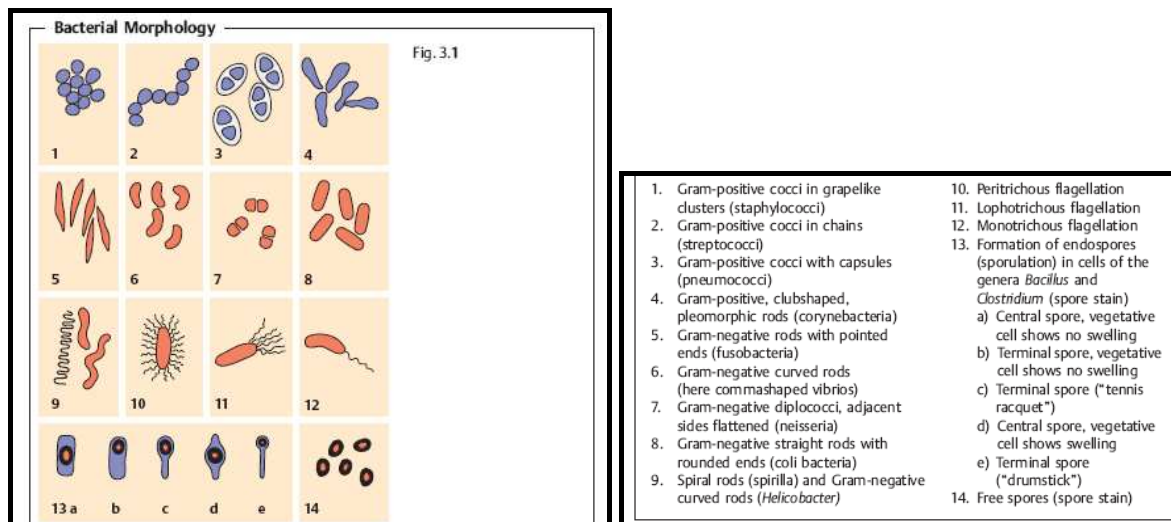 Bacterial Morphology
Fig. 3.1
1 2 3 4
5 6 7 8
9 10 11 12
13 a b c d e 14
1. Gram-positive cocci in grapelike
clusters (staphylococci)
2. Gram-positive cocci in chains
(streptococci)
3. Gram-positive cocci with capsules
(pneumococci)
4. Gram-positive, clubshaped,
pleomorphic rods (corynebacteria)
5. Gram-negative rods with pointed
ends (fusobacteria)
6. Gram-negative curved rods
(here commashaped vibrios)
7. Gram-negative diplococci, adjacent
sides flattened (neisseria)
8. Gram-negative straight rods with
rounded ends (coli bacteria)
9. Spiral rods (spirilla) and Gram-negative
curved rods (Helicobacter)
10. Peritrichous flagellation
11. Lophotrichous flagellation
12. Monotrichous flagellation
13. Formation of endospores
(sporulation) in cells of the
genera Bacillus and
Clostridium (spore stain)
a) Central spore, vegetative
cell shows no swelling
b) Terminal spore, vegetative
cell shows no swelling
c) Terminal spore ("tennis
racquet")
d) Central spore, vegetative
cell shows swelling
e) Terminal spore
("drumstick")
14. Free spores (spore stain)